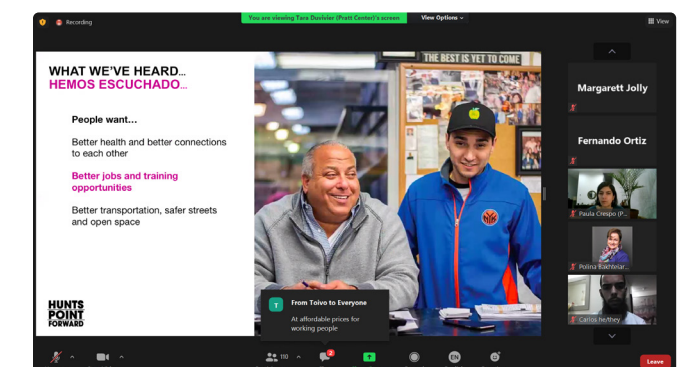 Recording
You are viewing Tara Duvivier (Pratt Center)'s screen
View Options
View
WHAT WE'VE HEARD...
HEMOS ESCUCHADO...
People want...
Better health and better connections
to each other
Better jobs and training
opportunities
Better transportation, safer streets
and open space
HUNTS
POINT
FORWARD
THE BEST IS YET TO COME
T
From Toivo to Everyone
At affordable prices for
working people
Margarett Jolly
Fernando Ortiz
Paula Crespo (P...
Polina Bakhteiar...
Carlos he/they
110
2
EN
Leave